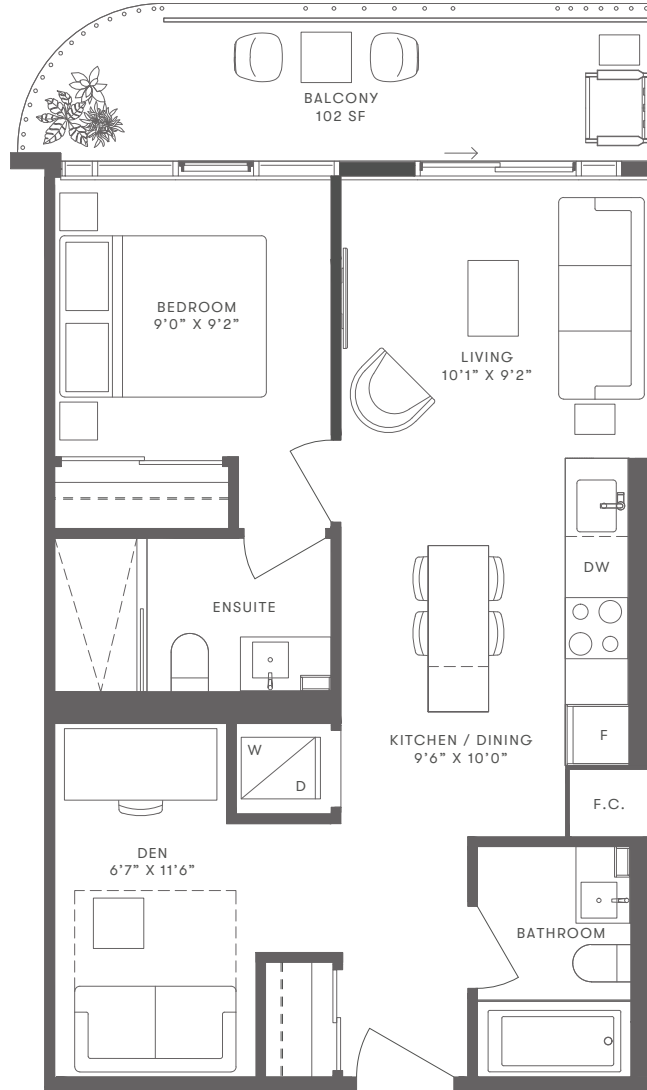 BALCONY
102 SF
BEDROOM
9’0” X 9’2”
LIVING
10’1” X 9’2”
DW
ENSUITE
KITCHEN / DINING
9’6” X 10’0”
F
W
D
F.C.
DEN
6’7” X 11’6”
BATHROOM